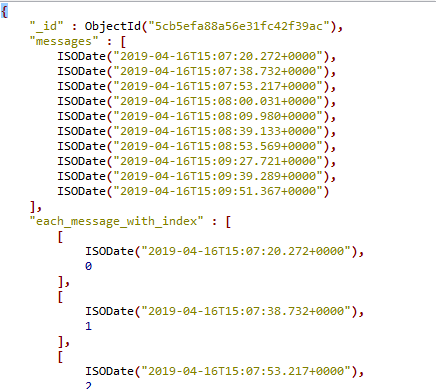 {
"_id" : ObjectId("5cb5efa88a56e31fc42f39ac"),
"messages" : [
ISODate("2019-04-16T15:07:20.272+0000"),
ISODate("2019-04-16T15:07:38.732+0000"),
ISODate("2019-04-16T15:07:53.217+0000"),
ISODate("2019-04-16T15:08:00.031+0000"),
ISODate("2019-04-16T15:08:09.980+0000"),
ISODate("2019-04-16T15:08:39.133+0000"),
ISODate("2019-04-16T15:08:53.569+0000"),
ISODate("2019-04-16T15:09:27.721+0000"),
ISODate("2019-04-16T15:09:39.289+0000"),
ISODate("2019-04-16T15:09:51.367+0000")
],
"each_message_with_index" : [
[
ISODate("2019-04-16T15:07:20.272+0000"),
0
],
[
ISODate("2019-04-16T15:07:38.732+0000"),
1
],
[
ISODate("2019-04-16T15:07:53.217+0000"),
2